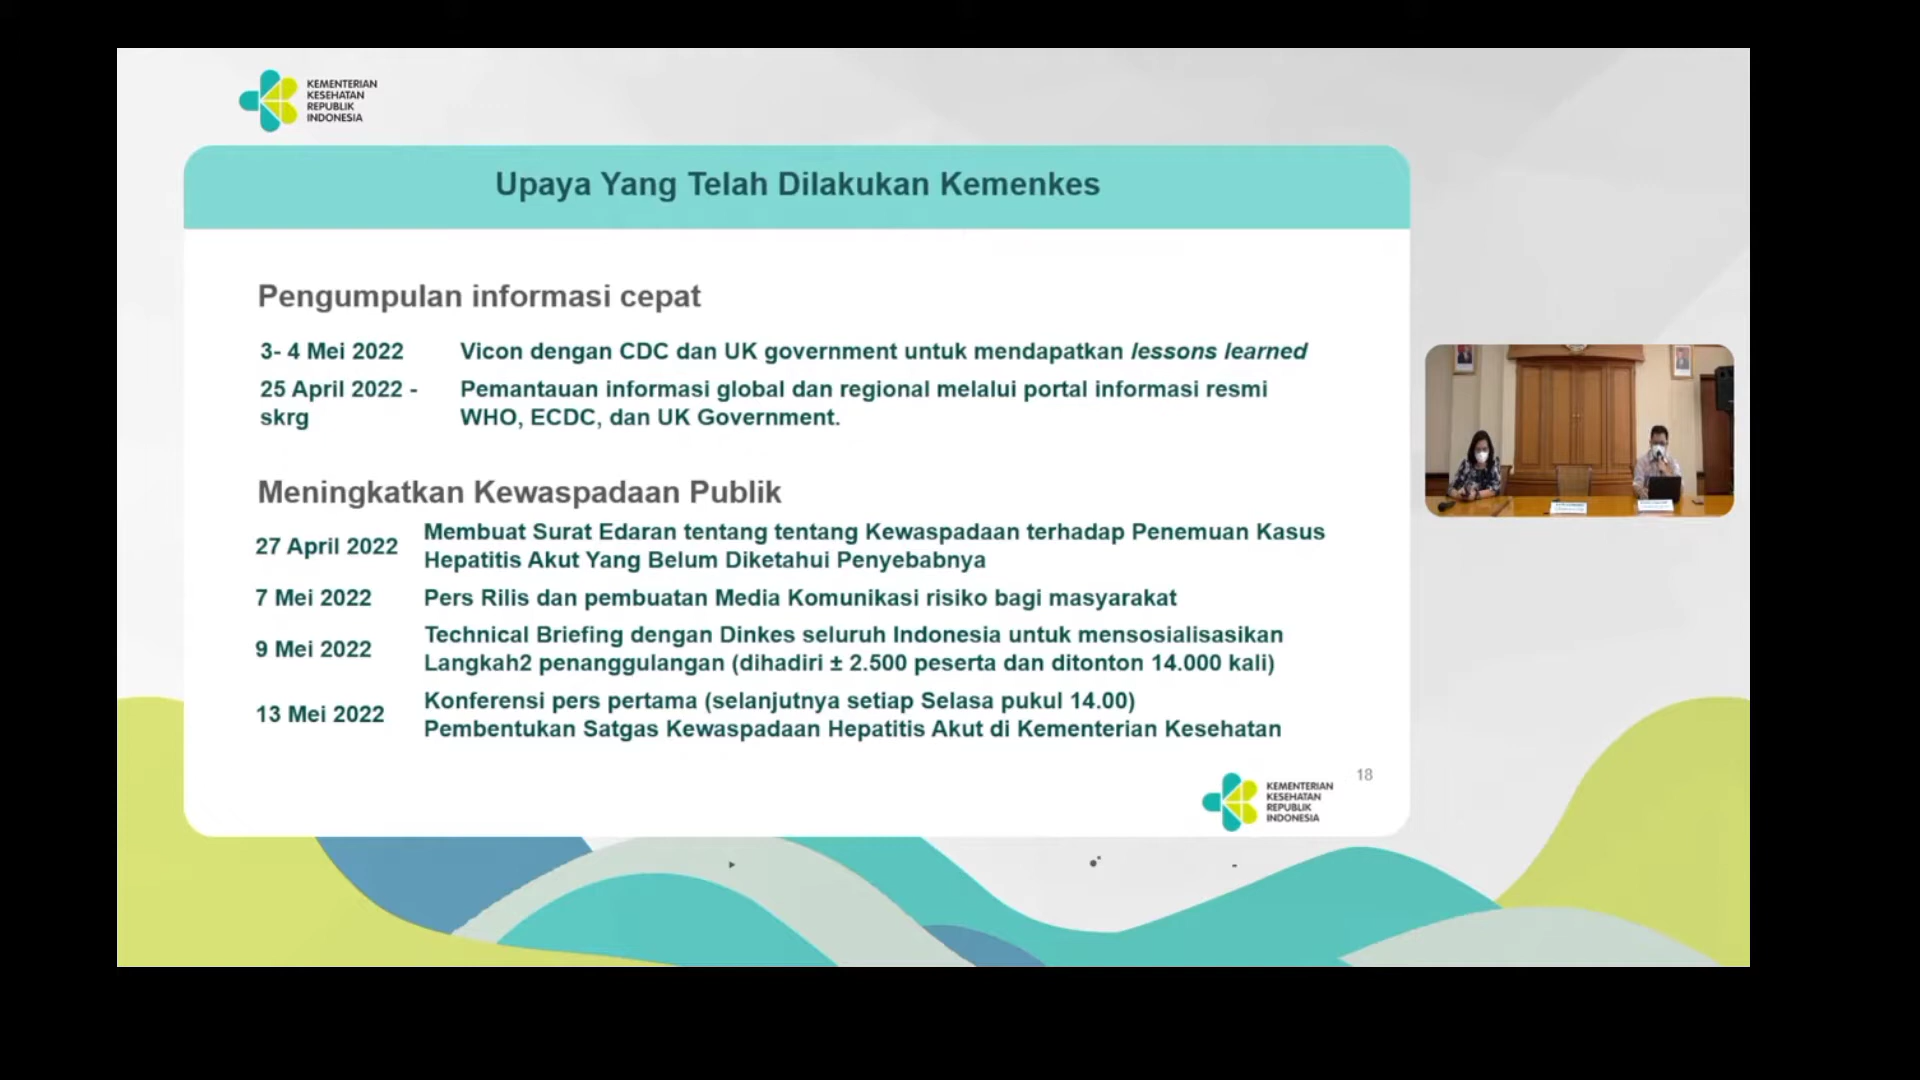 KEMENTERIAN
KESEHATAN
REPUBLIK
INDONESIA
Upaya Yang Telah Dilakukan Kemenkes
Pengumpulan informasi cepat
3- 4 Mei 2022 Vicon dengan CDC dan UK government untuk mendapatkan lessons learned
25 April 2022 - Pemantauan informasi global dan regional melalui portal informasi resmi
skrg WHO, ECDC, dan UK Government.
Meningkatkan Kewaspadaan Publik
27 April 2022 Membuat Surat Edaran tentang tentang Kewaspadaan terhadap Penemuan Kasus
Hepatitis Akut Yang Belum Diketahui Penyebabnya
7 Mei 2022 Pers Rilis dan pembuatan Media Komunikasi risiko bagi masyarakat
9 Mei 2022 Technical Briefing dengan Dinkes seluruh Indonesia untuk mensosialisasikan
Langkah2 penanggulangan (dihadiri ± 2.500 peserta dan ditonton 14.000 kali)
13 Mei 2022 Konferensi pers pertama (selanjutnya setiap Selasa pukul 14.00)
Pembentukan Satgas Kewaspadaan Hepatitis Akut di Kementerian Kesehatan
18
KEMENTERIAN
KESEHATAN
REPUBLIK
INDONESIA